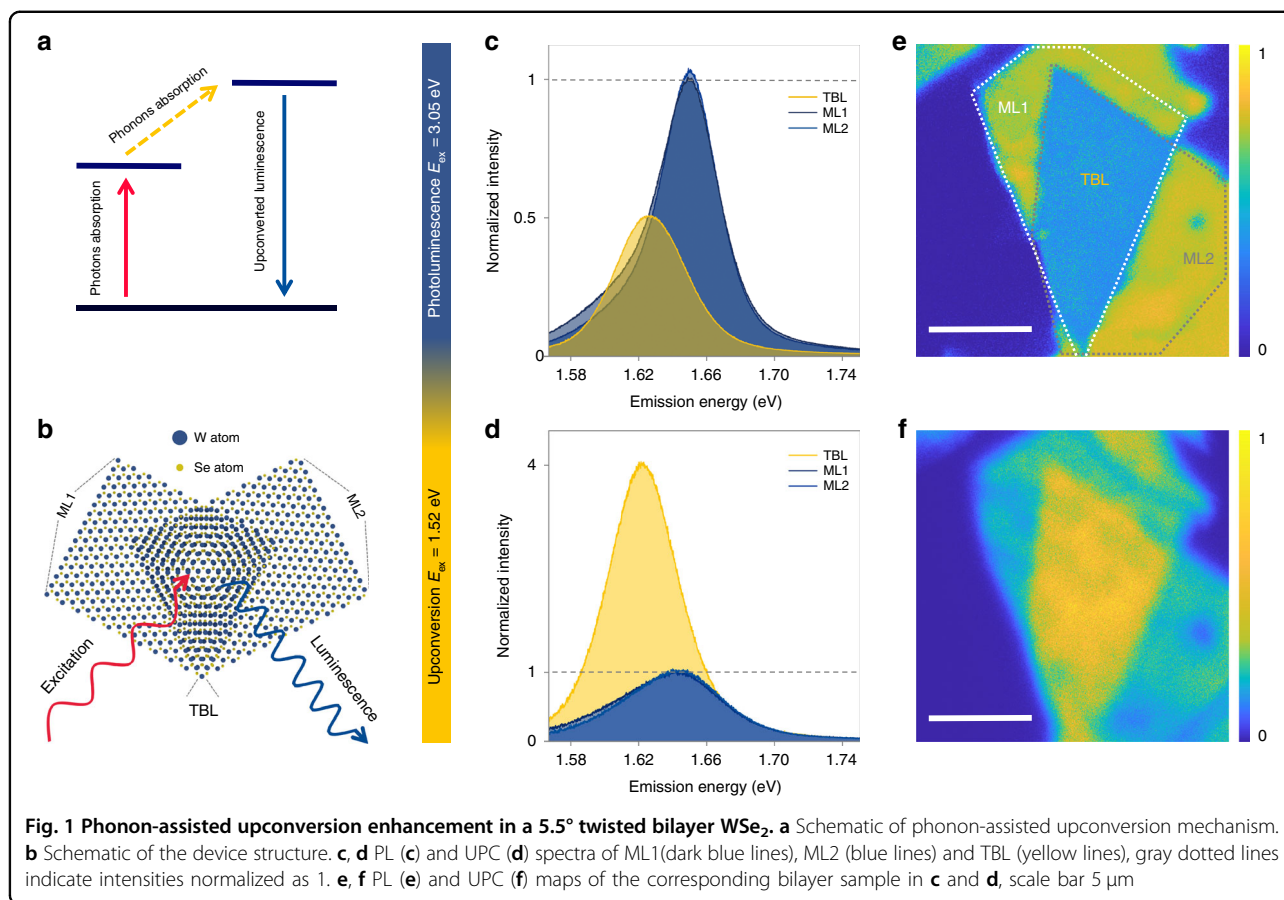 a
Phonons absorption
Photons absorption
Upconverted luminescence
b
W atom
Se atom
ML1
ML2
Excitation
Luminescence
TBL
Photoluminescence Eex = 3.05 eV
Upconversion Eex = 1.52 eV
c
1
0.5
0
Normalized intensity
TBL
ML1
ML2
1.58 1.62 1.66 1.70 1.74
Emission energy (eV)
d
4
1
0
Normalized intensity
TBL
ML1
ML2
1.58 1.62 1.66 1.70 1.74
Emission energy (eV)
e
ML1
TBL
ML2
1
0
f
1
0
Fig. 1 Phonon-assisted upconversion enhancement in a 5.5° twisted bilayer WSe₂. a Schematic of phonon-assisted upconversion mechanism.
b Schematic of the device structure. c, d PL (c) and UPC (d) spectra of ML1(dark blue lines), ML2 (blue lines) and TBL (yellow lines), gray dotted lines
indicate intensities normalized as 1. e, f PL (e) and UPC (f) maps of the corresponding bilayer sample in c and d, scale bar 5 μm